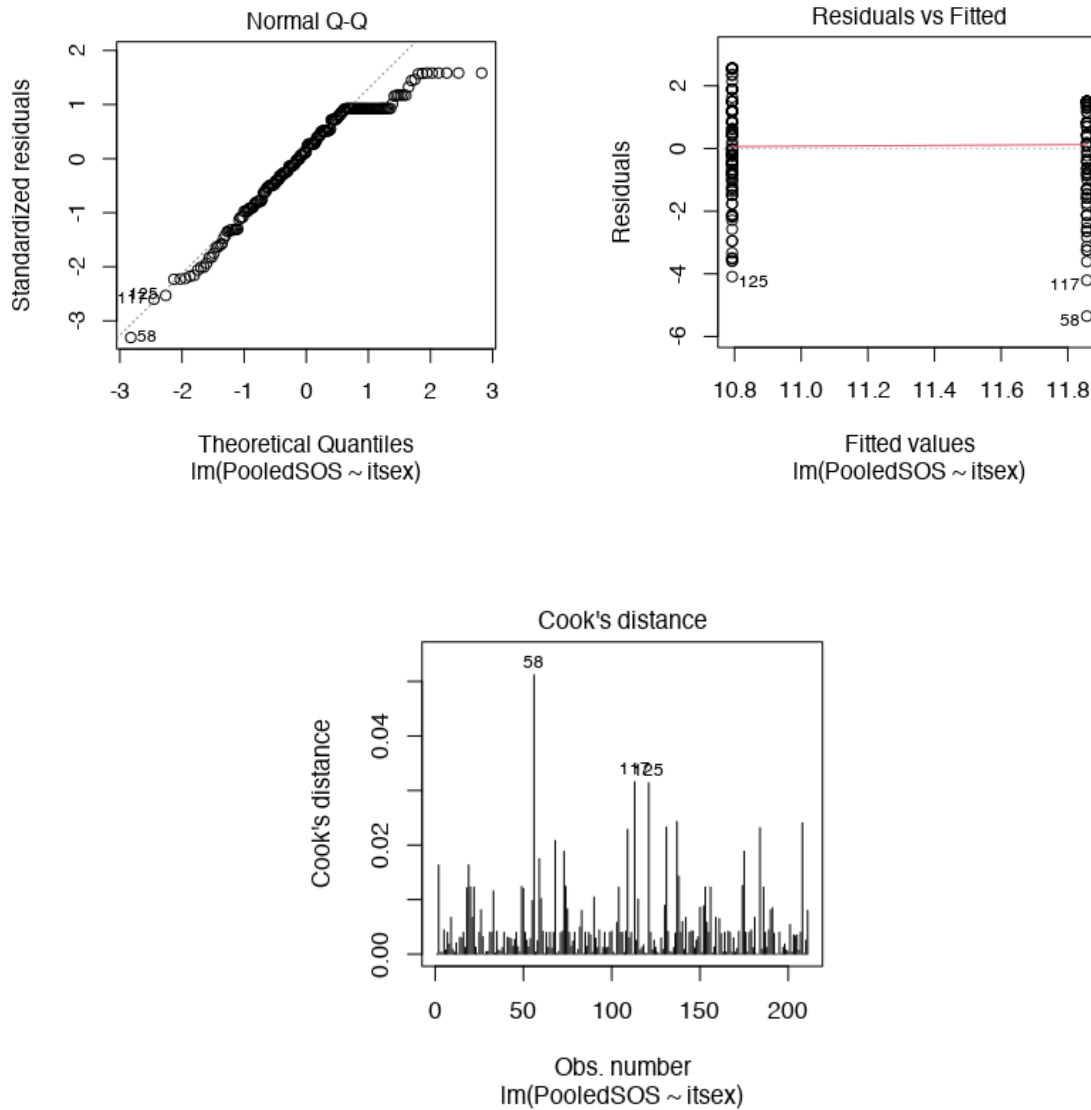 Normal Q-Q
Standardized residuals
2
1
0
-1
-2
-3
117
125
58
-3 -2 -1 0 1 2 3
Theoretical Quantiles
lm(PooledSOS ~ itsex)
Residuals vs Fitted
Residuals
2
0
-2
-4
-6
125
117
58
10.8 11.0 11.2 11.4 11.6 11.8
Fitted values
lm(PooledSOS ~ itsex)
Cook's distance
Cook's distance
0.04
0.02
0.00
58
117
125
0 50 100 150 200
Obs. number
lm(PooledSOS ~ itsex)